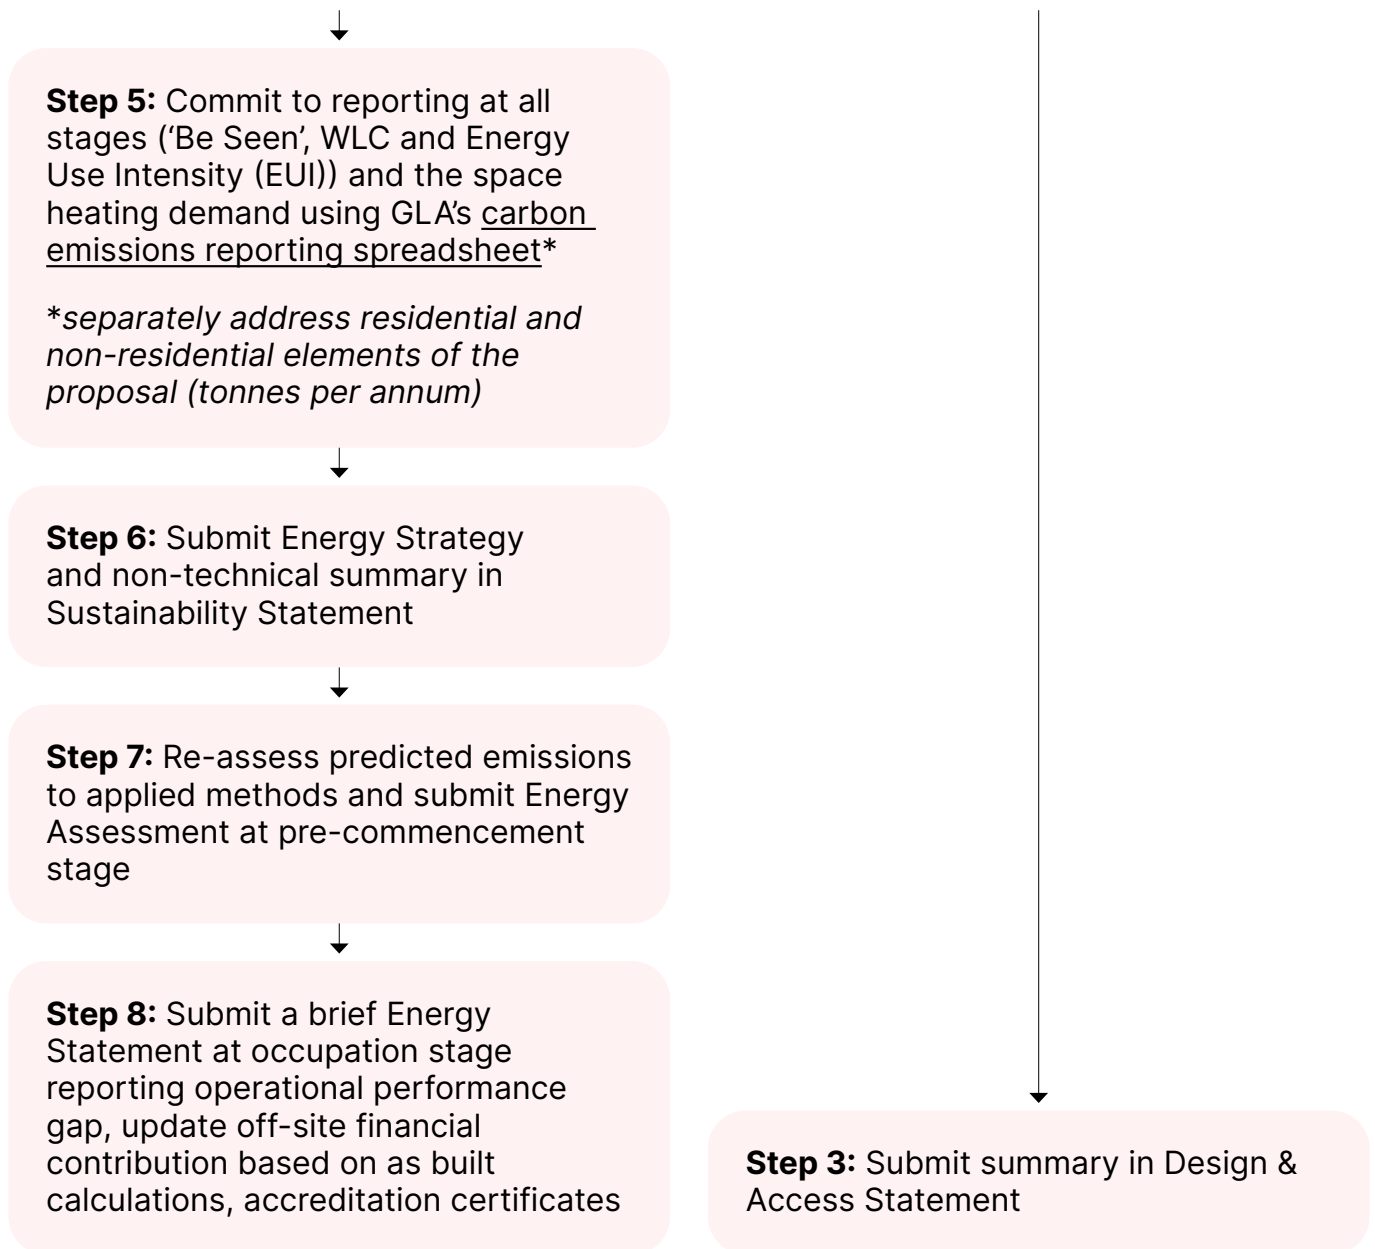 Step 5: Commit to reporting at all
stages (‘Be Seen’, WLC and Energy
Use Intensity (EUI)) and the space
heating demand using GLA’s carbon
emissions reporting spreadsheet*
*separately address residential and
non-residential elements of the
proposal (tonnes per annum)
Step 6: Submit Energy Strategy
and non-technical summary in
Sustainability Statement
Step 7: Re-assess predicted emissions
to applied methods and submit Energy
Assessment at pre-commencement
stage
Step 8: Submit a brief Energy
Statement at occupation stage
reporting operational performance
gap, update off-site financial
contribution based on as built
calculations, accreditation certificates
Step 3: Submit summary in Design &
Access Statement